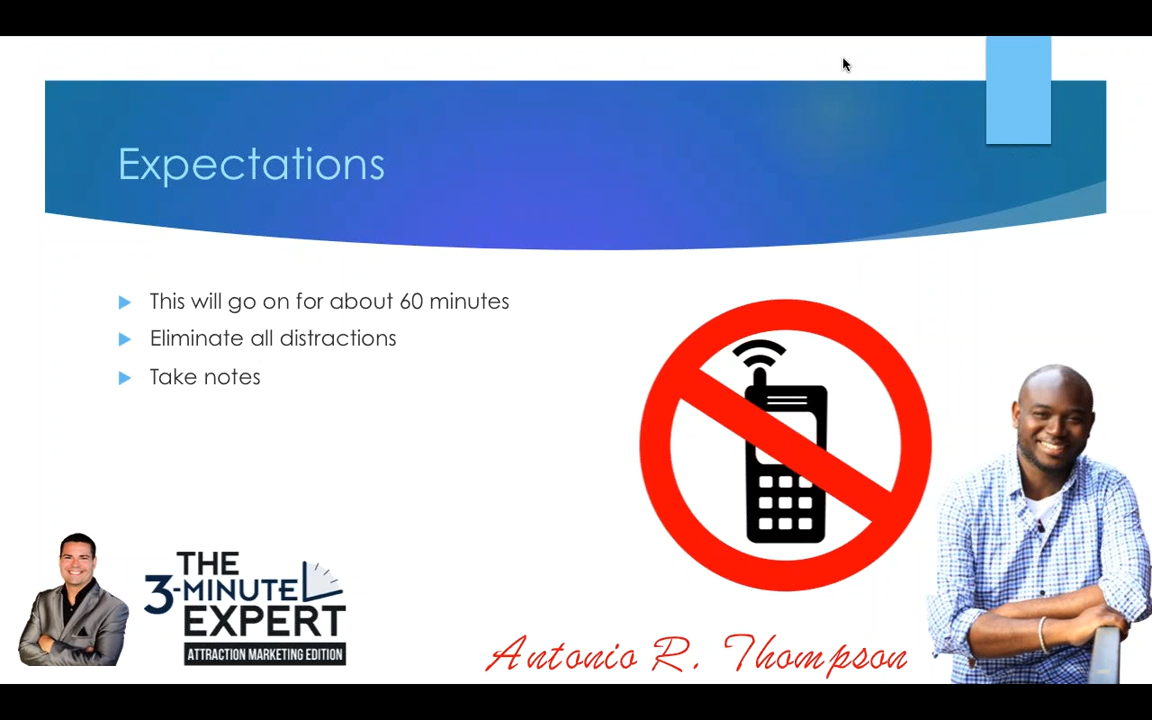 Expectations
This will go on for about 60 minutes
Eliminate all distractions
Take notes
THE
3-MINUTE
EXPERT
ATTRACTION MARKETING EDITION
Antonio R. Thompson